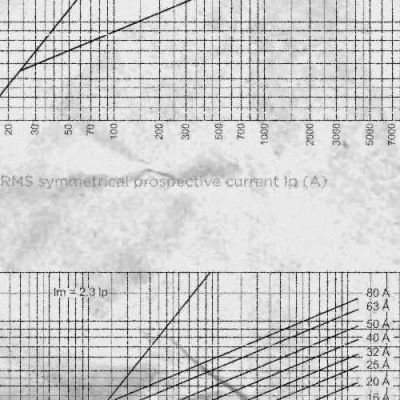 20 30 50 70 100 200 300 500 700 1000 2000 3000 5000 7000
RMS symmetrical prospective current Ip (A)
Im = 2.3 Ip
80 A
63 A
50 A
40 A
32 A
25 A
20 A